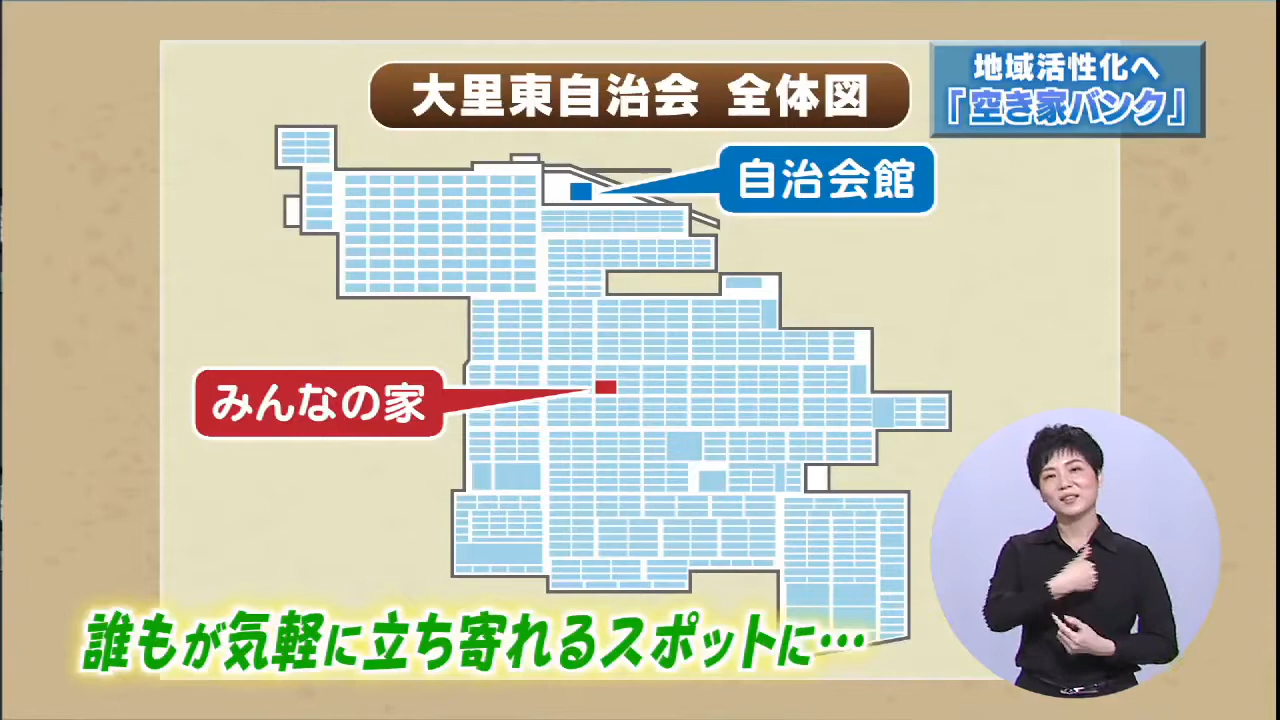 大里東自治会 全体図
地域活性化へ
「空き家バンク」
自治会館
みんなの家
誰もが気軽に立ち寄れるスポットに…